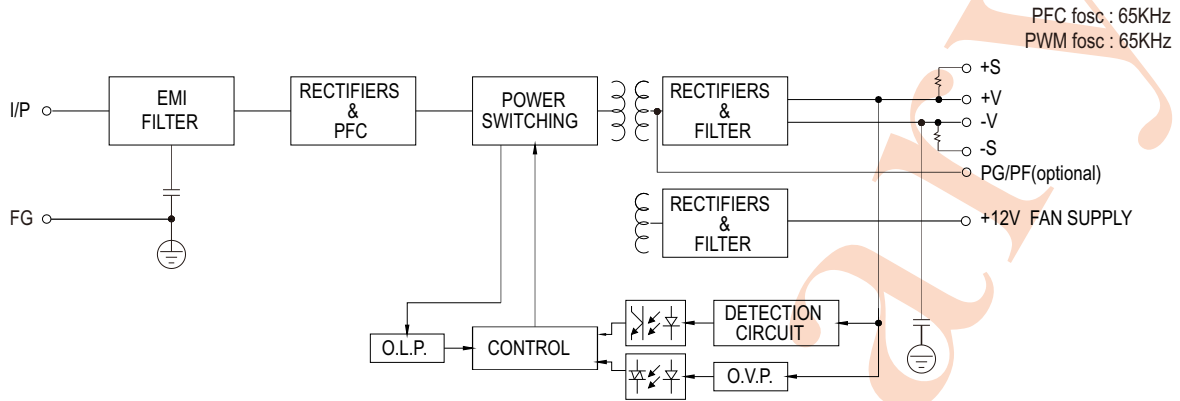 PFC fosc : 65KHz
PWM fosc : 65KHz
I/P
EMI
FILTER
RECTIFIERS
&
PFC
POWER
SWITCHING
RECTIFIERS
&
FILTER
+S
+V
-V
-S
PG/PF(optional)
FG
RECTIFIERS
&
FILTER
+12V FAN SUPPLY
O.L.P.
CONTROL
DETECTION
CIRCUIT
O.V.P.